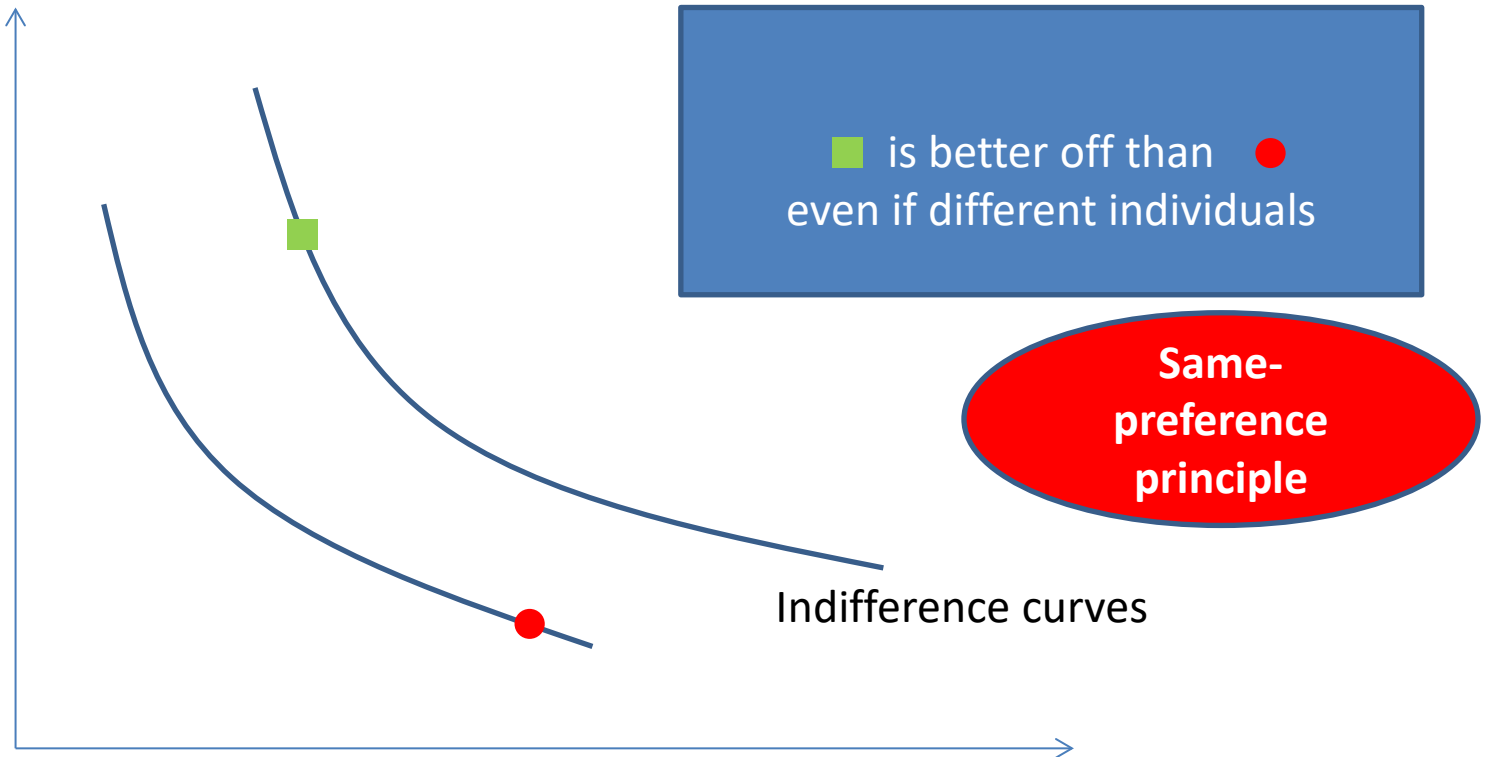 is better off than
even if different individuals
Same-
preference
principle
Indifference curves